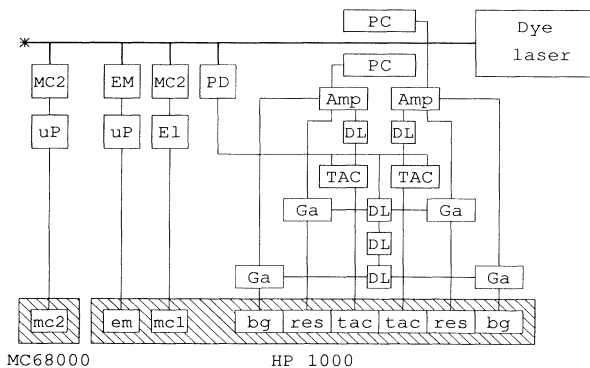 PC
Dye
laser
PC
MC2 EM MC2 PD
Amp Amp
uP uP El
DL DL
TAC TAC
Ga DL Ga
DL
Ga DL Ga
mc2 em mc1 bg res tac tac res bg
MC68000 HP 1000